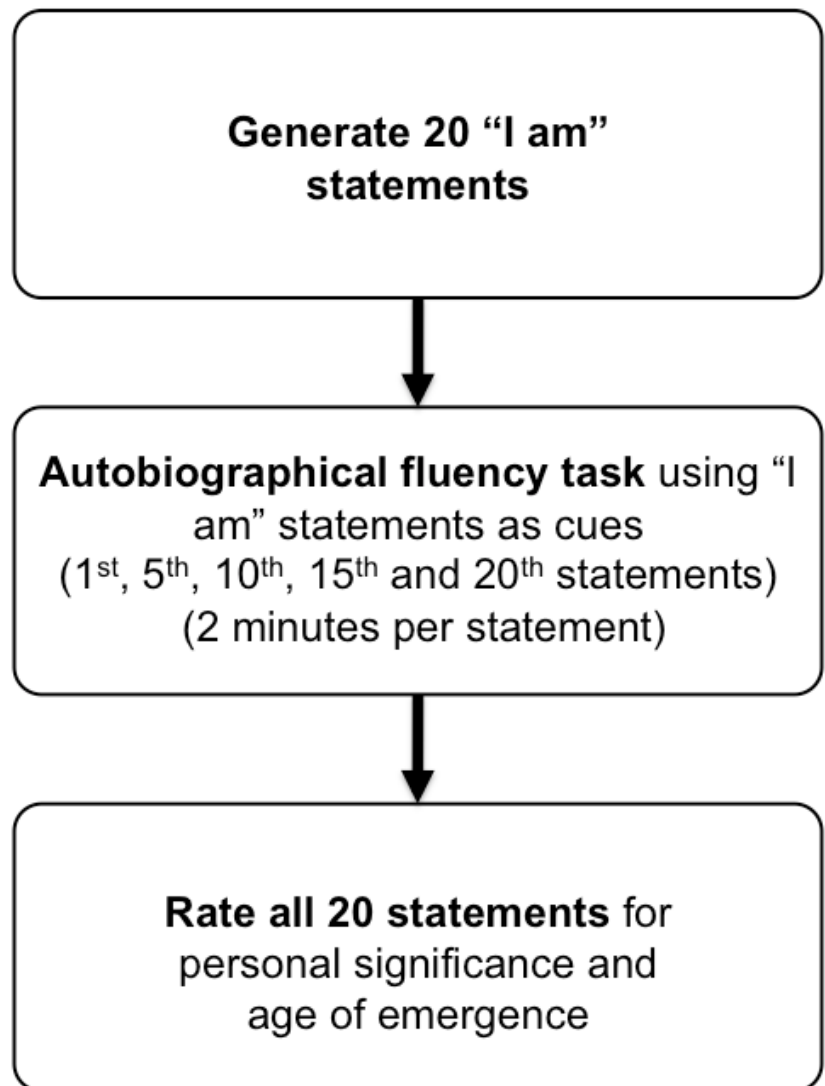 Generate 20 “I am”
statements
Autobiographical fluency task using “I
am” statements as cues
(1st, 5th, 10th, 15th and 20th statements)
(2 minutes per statement)
Rate all 20 statements for
personal significance and
age of emergence